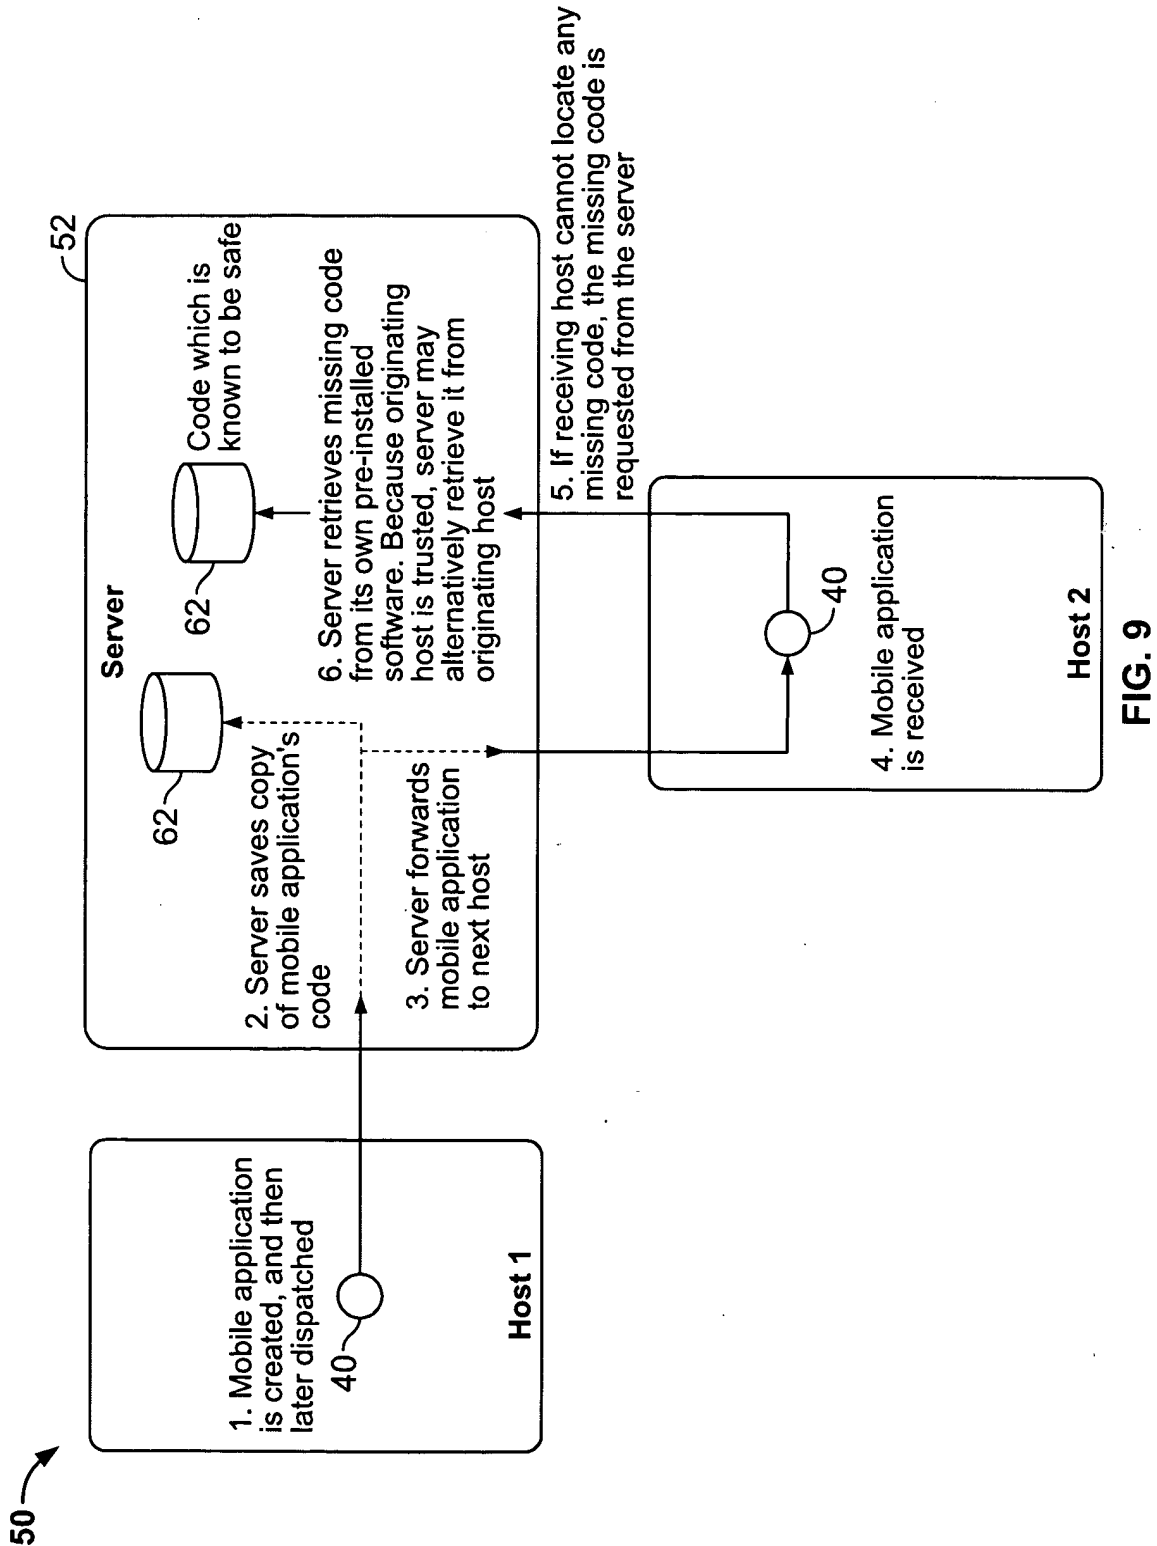 50
1. Mobile application
is created, and then
later dispatched
40
Host 1
52
Server
62
2. Server saves copy
of mobile application's
code
3. Server forwards
mobile application
to next host
62
Code which is
known to be safe
6. Server retrieves missing code
from its own pre-installed
software. Because originating
host is trusted, server may
alternatively retrieve it from
originating host
5. If receiving host cannot locate any
missing code, the missing code is
requested from the server
40
4. Mobile application
is received
Host 2
FIG. 9